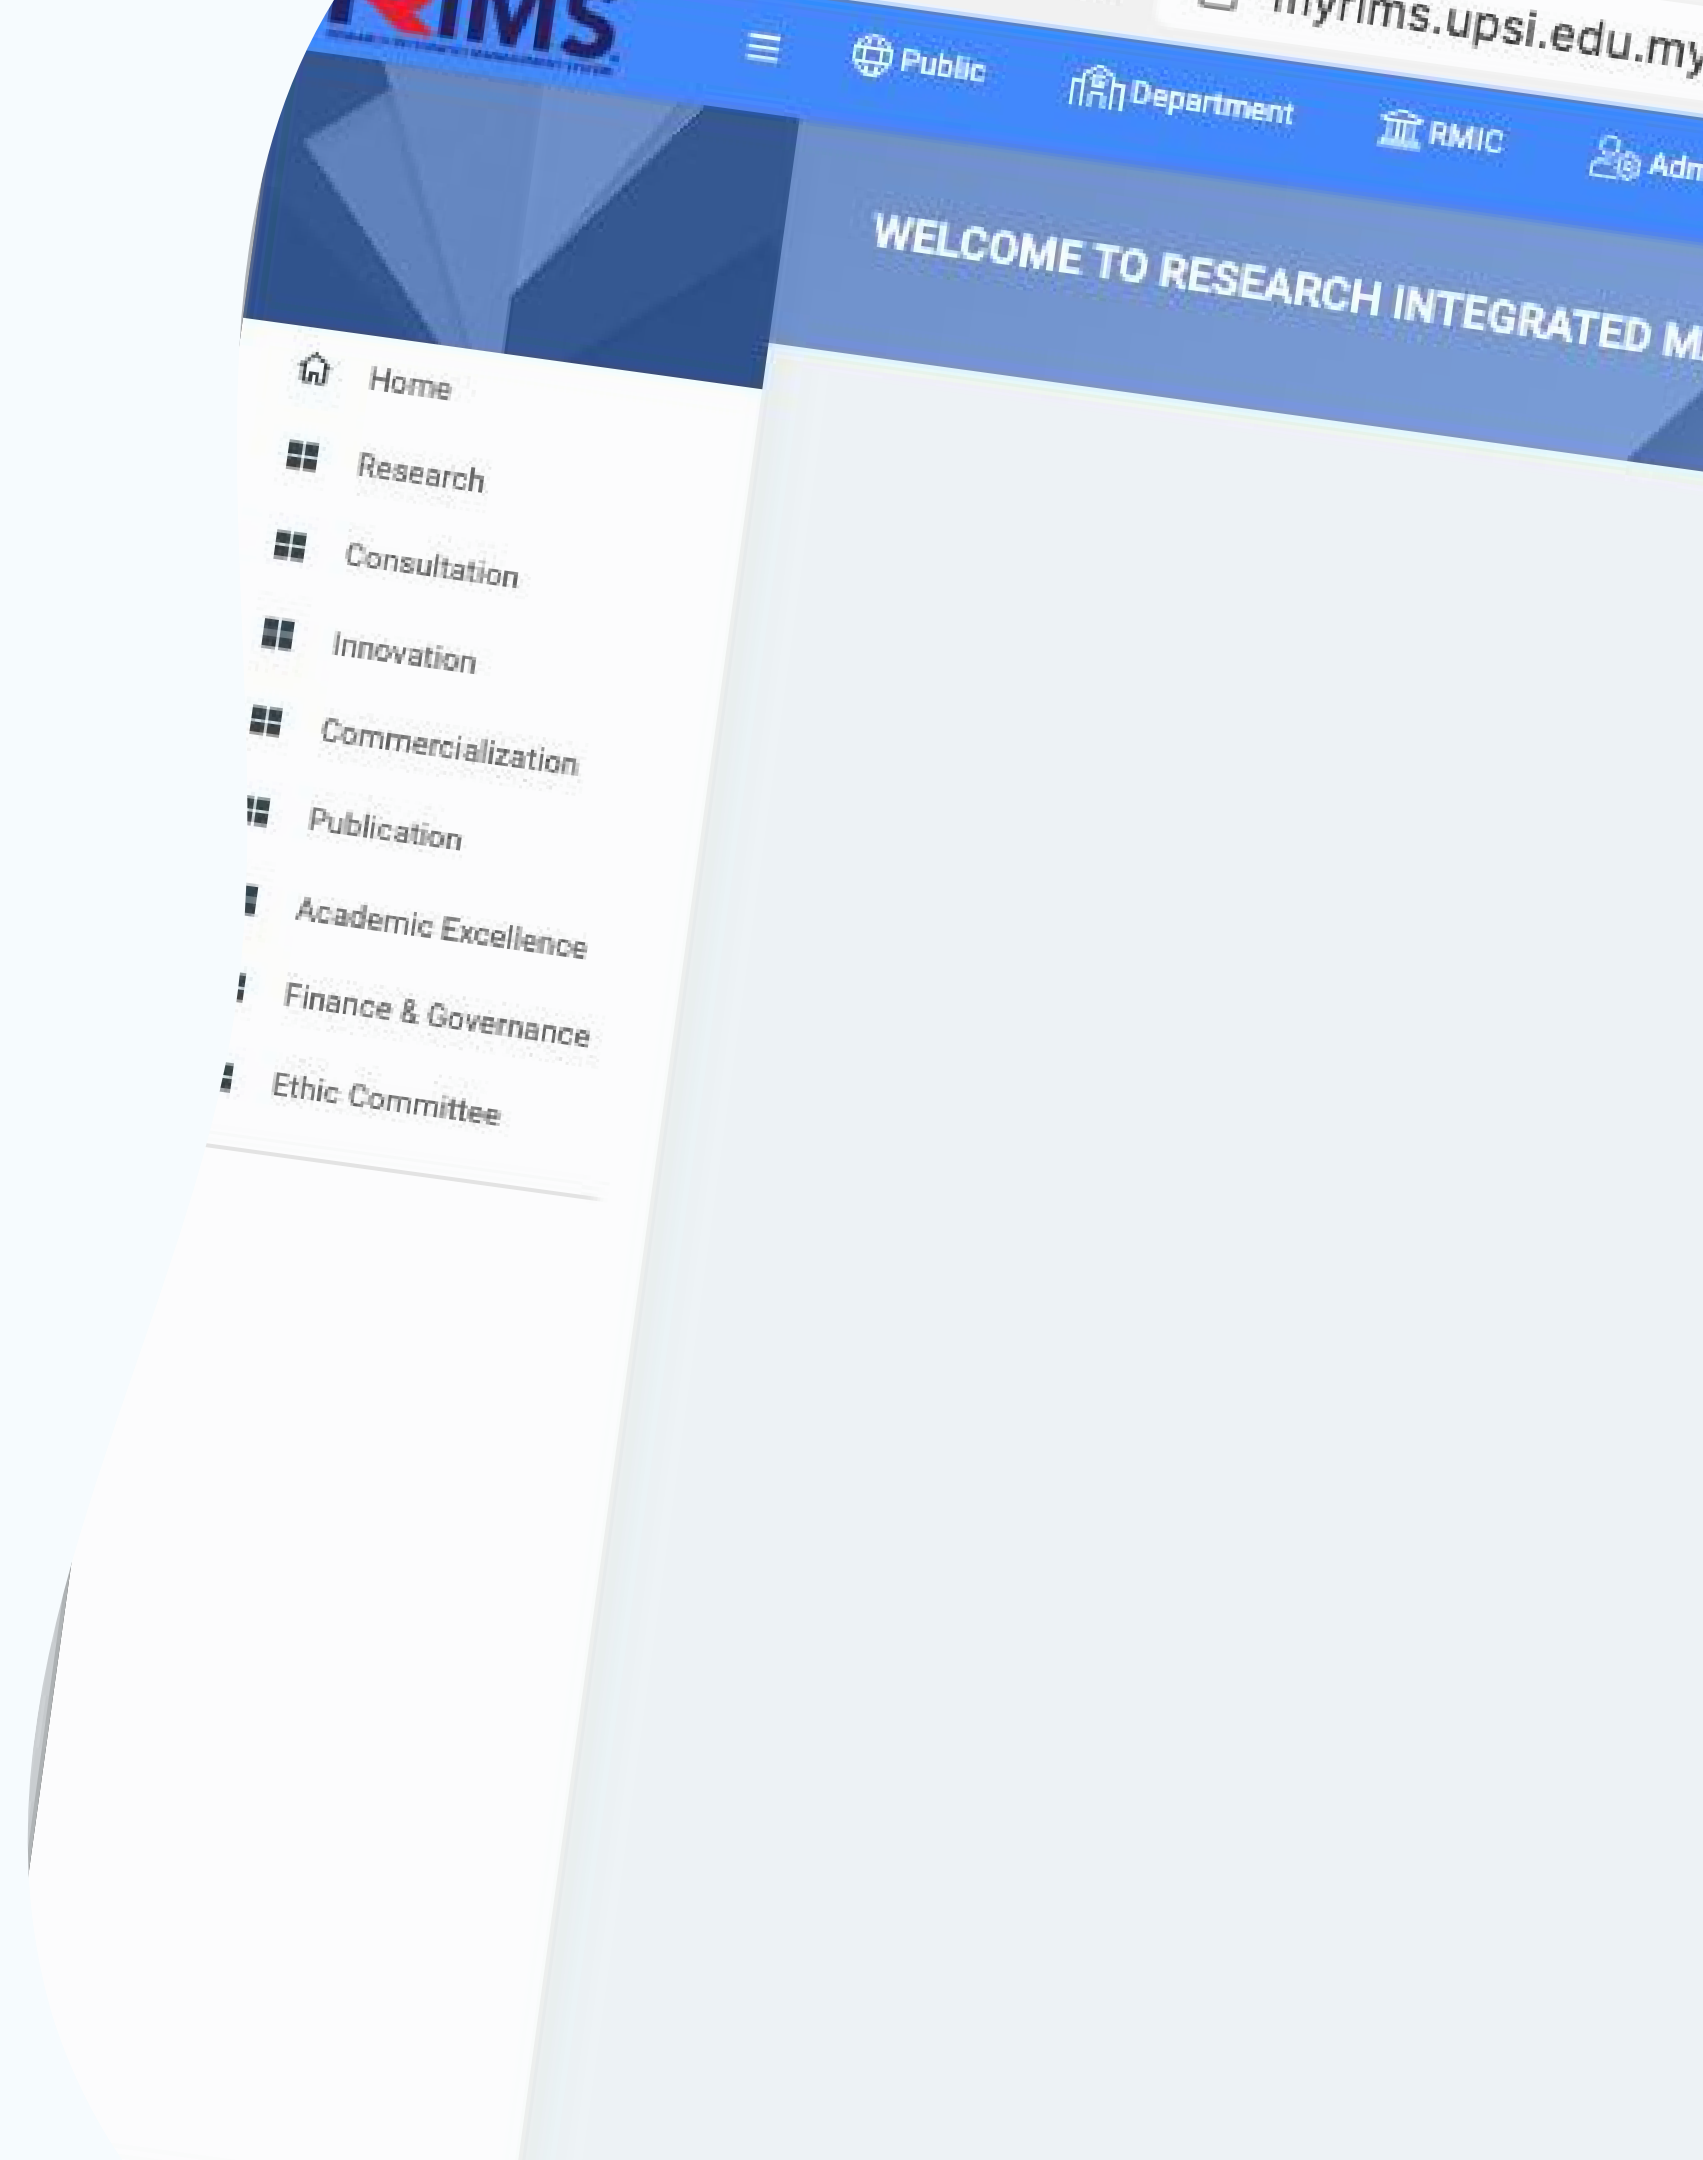 myrims.upsi.edu.my
RIMS
Public
Department
RMIC
WELCOME TO RESEARCH INTEGRATED
Home
Research
Consultation
Innovation
Commercialization
Publication
Academic Excellence
Finance & Governance
Ethic Committee